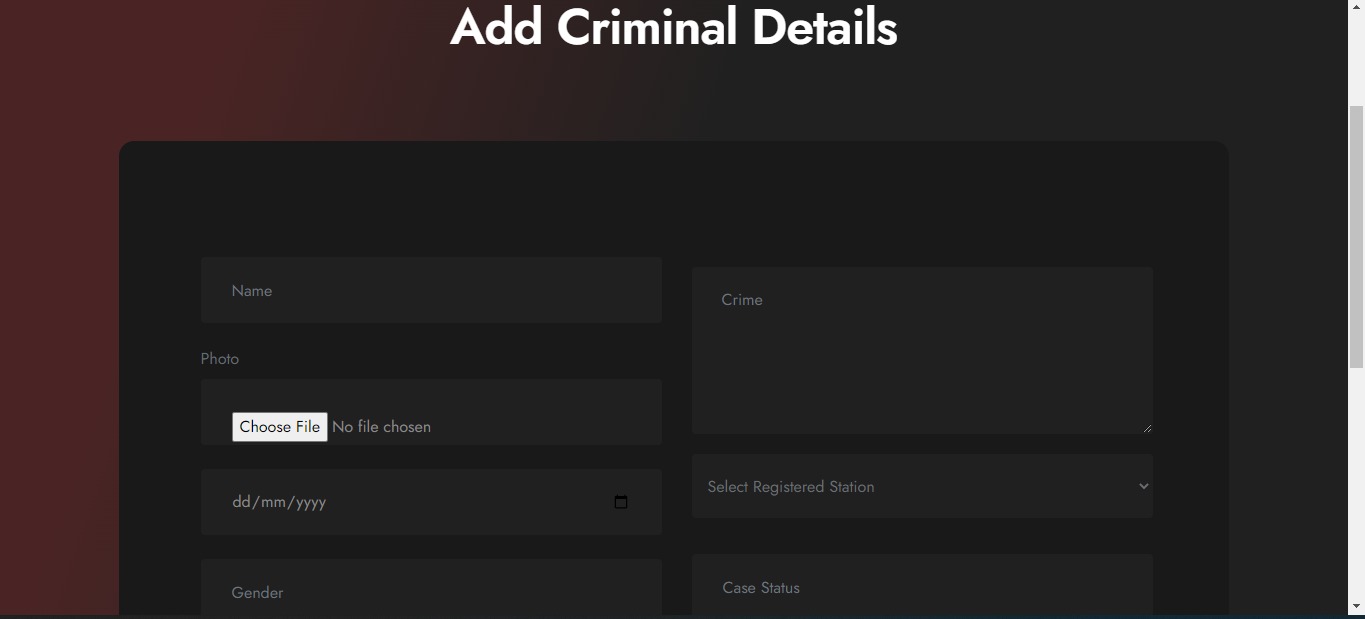 Add Criminal Details
Name
Photo
Choose File No file chosen
dd/mm/yyyy
Gender
Crime
Select Registered Station
Case Status